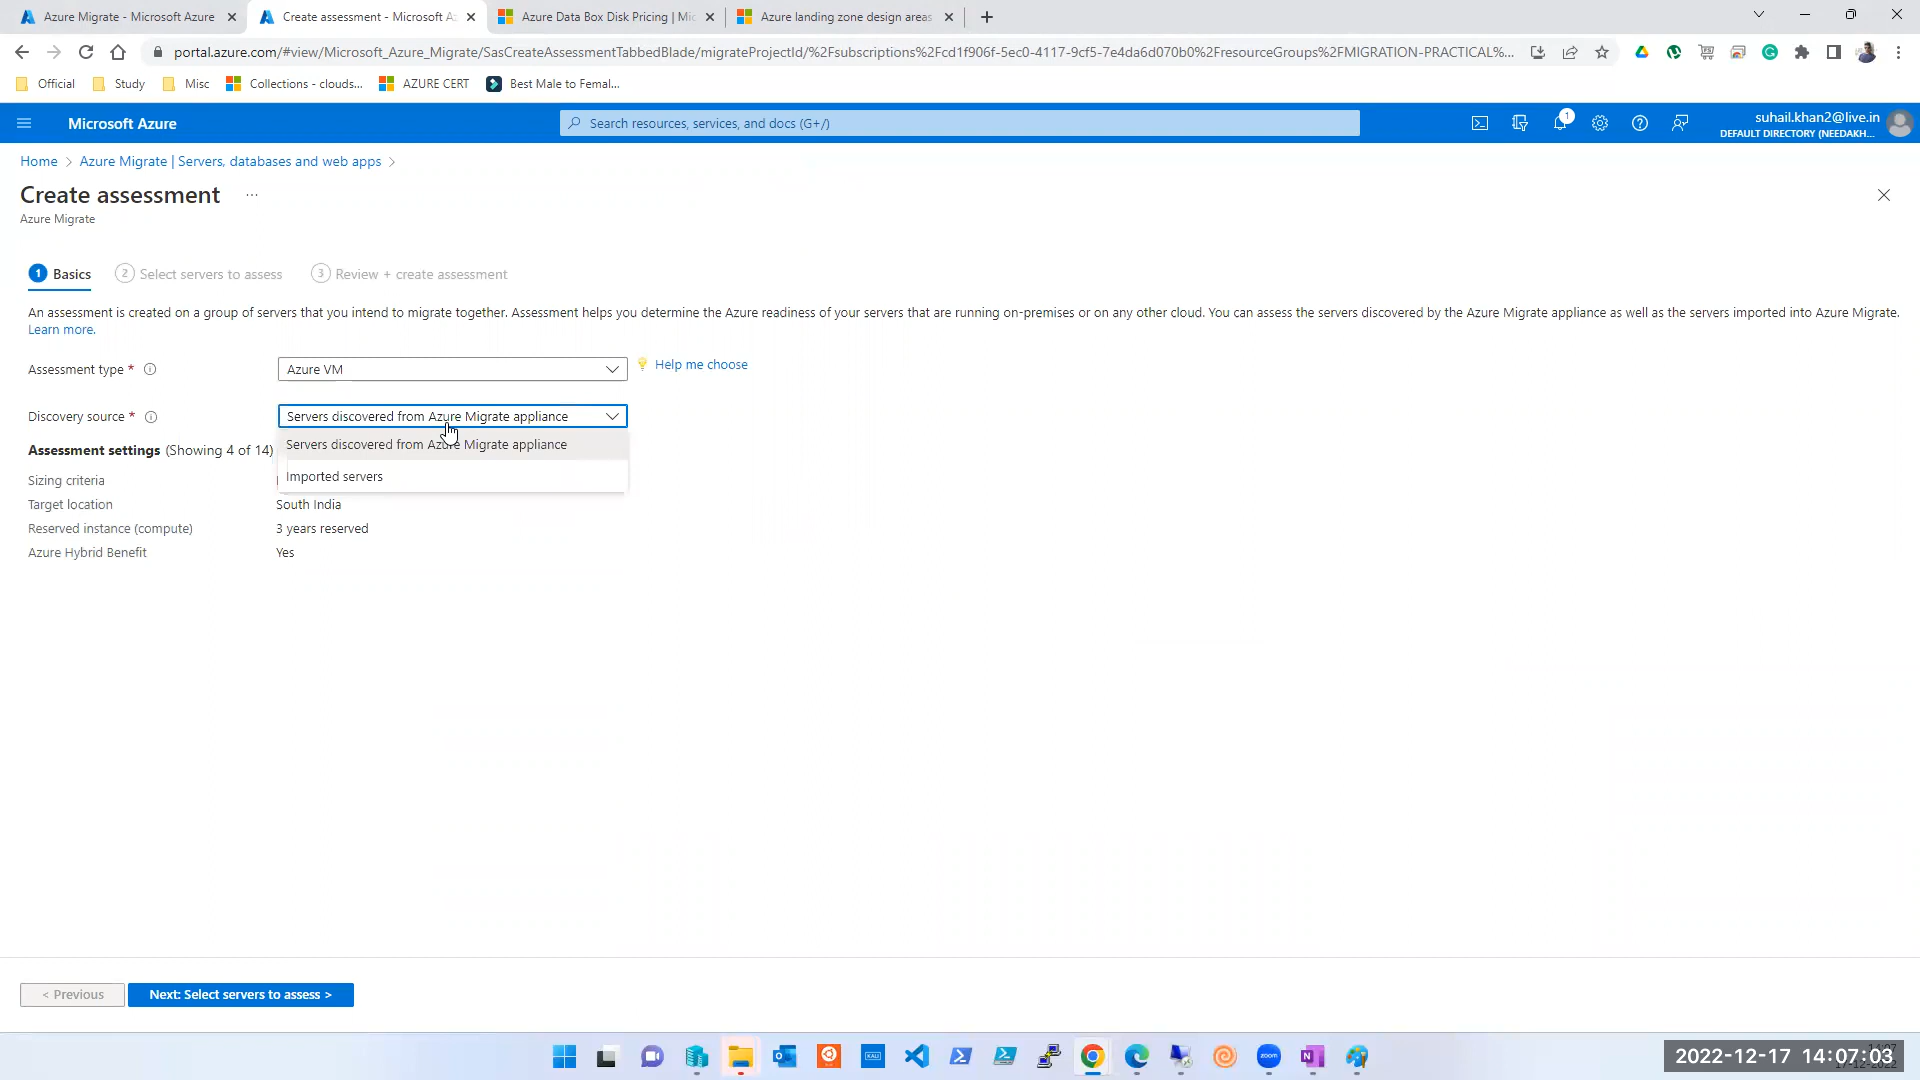 Azure Migrate - Microsoft Azure
Create assessment - Microsoft Az
Azure Data Box Disk Pricing | Mic
Azure landing zone design areas
portal.azure.com/#view/Microsoft_Azure_Migrate/SasCreateAssessmentTabbedBlade/migrateProjectId/%2Fsubscriptions%2Fcd1f906f-5ec0-4117-9cf5-7e4da6d070b0%2FresourceGroups%2FMIGRATION-PRACTICAL%...
Official
Study
Misc
Collections - clouds...
AZURE CERT
Best Male to Femal...
Microsoft Azure
Search resources, services, and docs (G+/)
1
suhail.khan2@live.in
DEFAULT DIRECTORY (NEEDAKH...
Home > Azure Migrate | Servers, databases and web apps >
Create assessment ...
Azure Migrate
1 Basics
2 Select servers to assess
3 Review + create assessment
An assessment is created on a group of servers that you intend to migrate together. Assessment helps you determine the Azure readiness of your servers that are running on-premises or on any other cloud. You can assess the servers discovered by the Azure Migrate appliance as well as the servers imported into Azure Migrate.
Learn more.
Assessment type *
Azure VM
Help me choose
Discovery source *
Servers discovered from Azure Migrate appliance
Servers discovered from Azure Migrate appliance
Imported servers
Assessment settings (Showing 4 of 14)
Sizing criteria
Target location South India
Reserved instance (compute) 3 years reserved
Azure Hybrid Benefit Yes
< Previous
Next: Select servers to assess >
KALI
zoom
2022-12-17 14:07:03